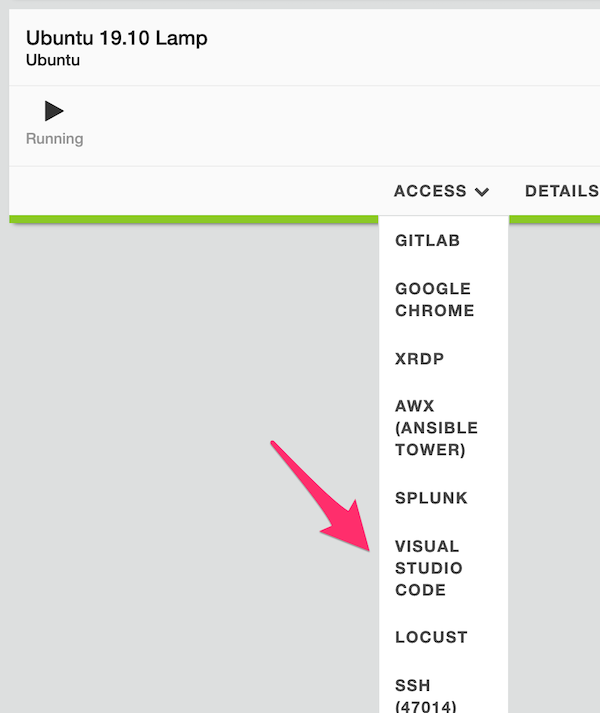 Ubuntu 19.10 Lamp
Ubuntu
Running
ACCESS DETAILS
GITLAB
GOOGLE
CHROME
XRDP
AWX
(ANSIBLE
TOWER)
SPLUNK
VISUAL
STUDIO
CODE
LOCUST
SSH
(47014)